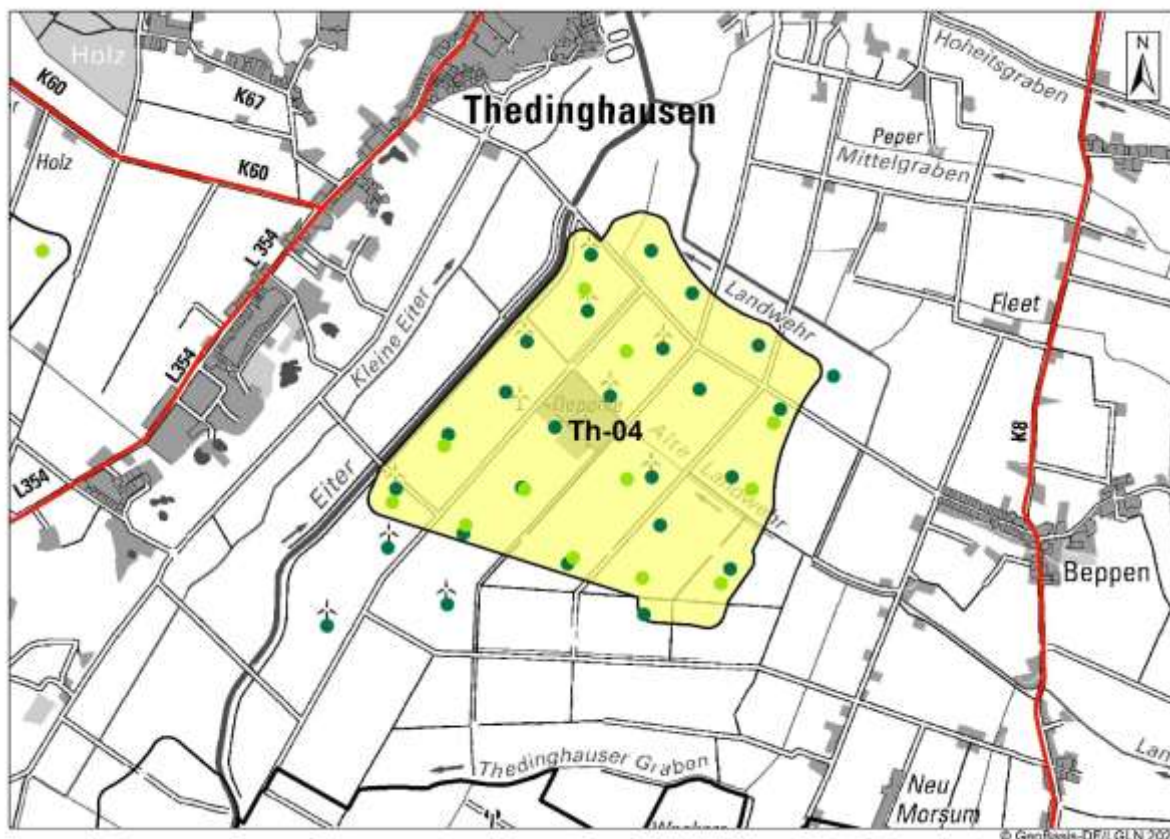 Holz
K60
K67
N
Hoheitsgraben
Thedinghausen
Peper
Mittelgraben
Holz
K60
L 354
Kleine Eiter
Landwehr
Fleet
L354
Th-04
Alte Landwehr
K8
L354
Eiter
Beppen
Thedinghauser Graben
Neu
Morsum